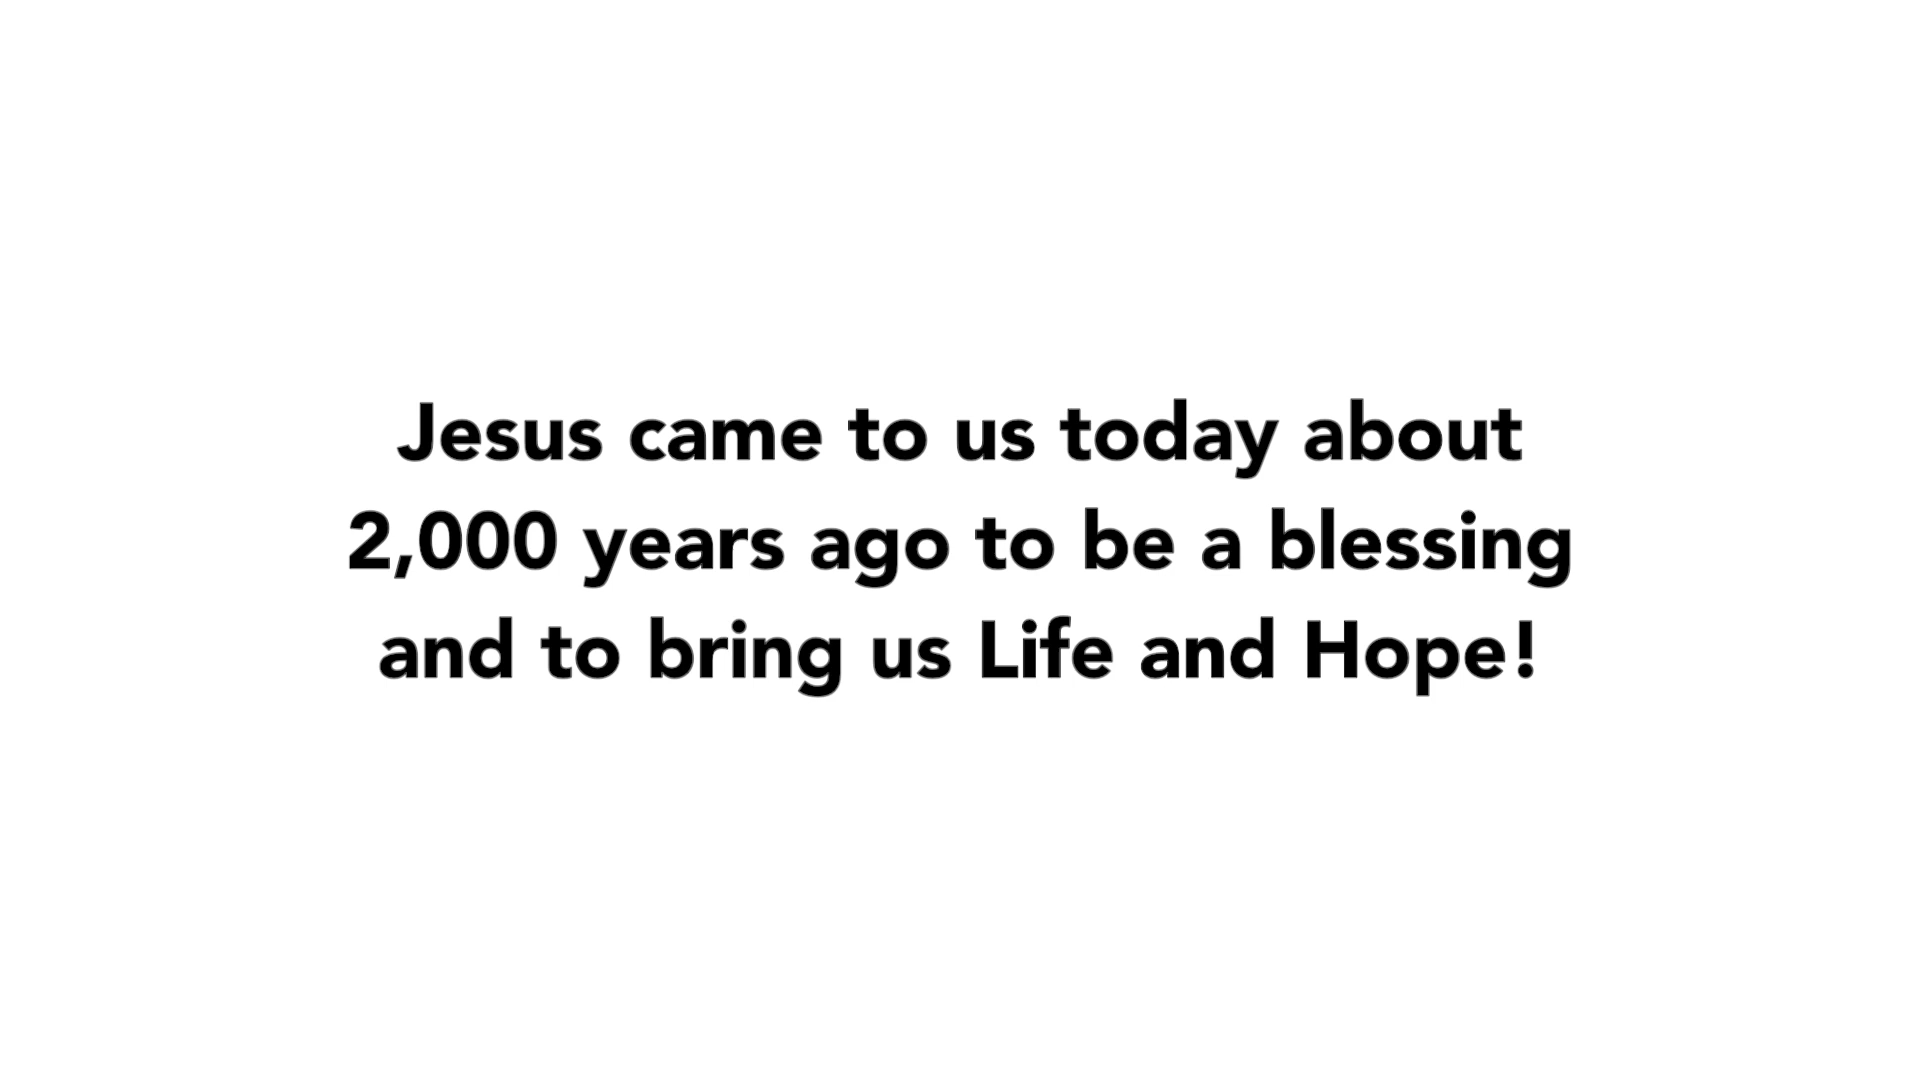 Jesus came to us today about
2,000 years ago to be a blessing
and to bring us Life and Hope!